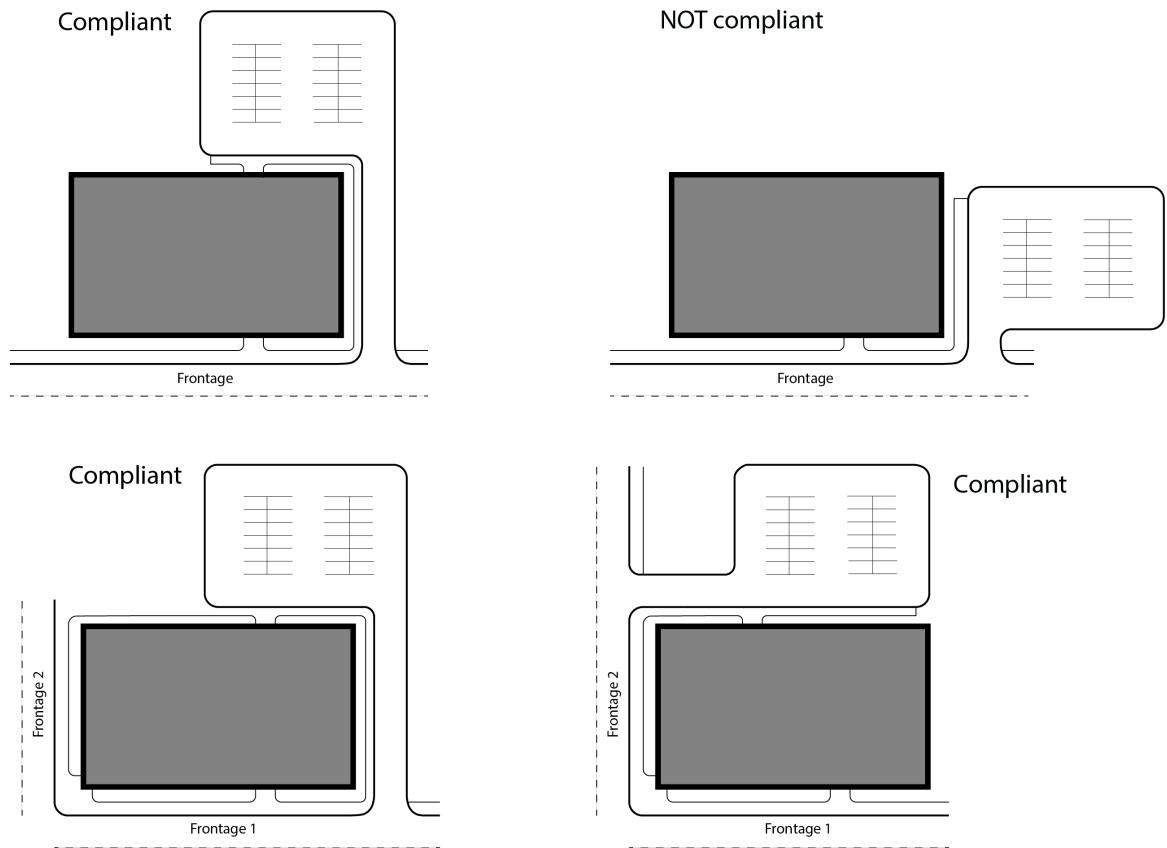 Compliant
NOT compliant
Frontage
Frontage
Compliant
Compliant
Frontage 2
Frontage 2
Frontage 1
Frontage 1